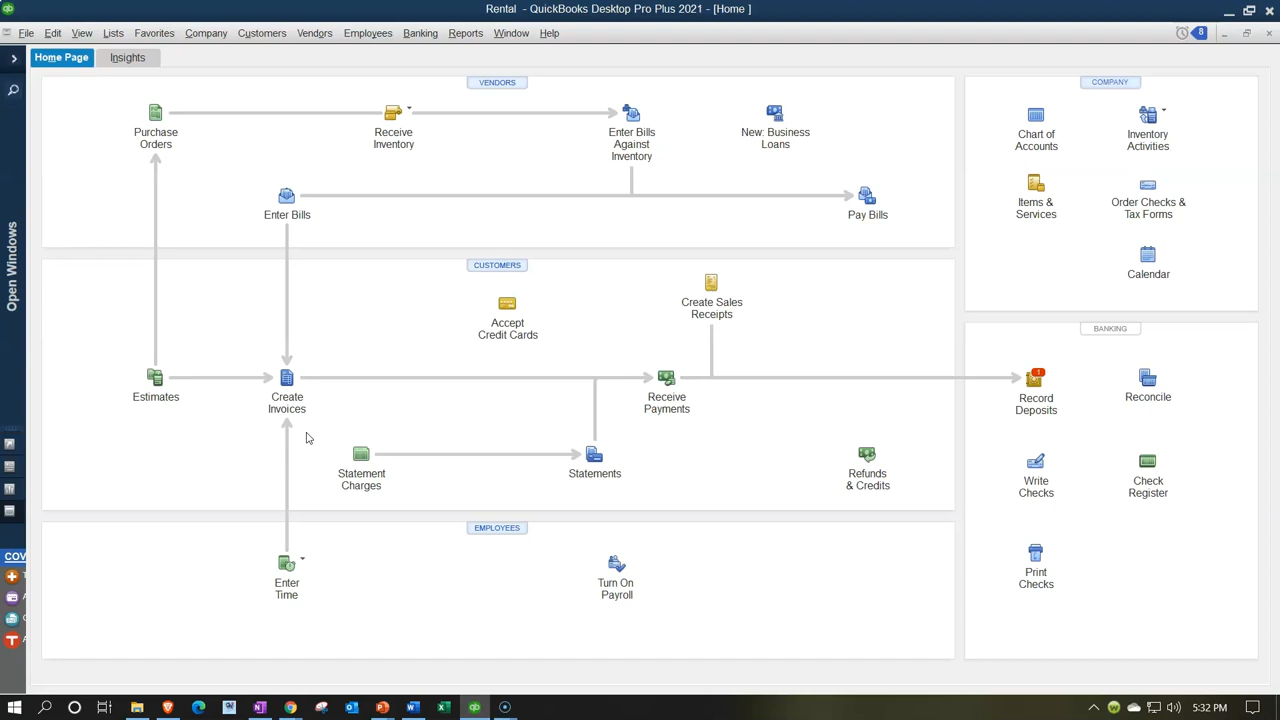 Rental - QuickBooks Desktop Pro Plus 2021 - [Home ]
File Edit View Lists Favorites Company Customers Vendors Employees Banking Reports Window Help
8
Home Page Insights
VENDORS
Purchase
Orders
Receive
Inventory
Enter Bills
Against
Inventory
New: Business
Loans
Enter Bills
Pay Bills
CUSTOMERS
Accept
Credit Cards
Create Sales
Receipts
Estimates
Create
Invoices
Receive
Payments
Statement
Charges
Statements
Refunds
& Credits
EMPLOYEES
Enter
Time
Turn On
Payroll
COMPANY
Chart of
Accounts
Inventory
Activities
Items &
Services
Order Checks &
Tax Forms
Calendar
BANKING
1
Record
Deposits
Reconcile
Write
Checks
Check
Register
Print
Checks
Open Windows
COV
5:32 PM